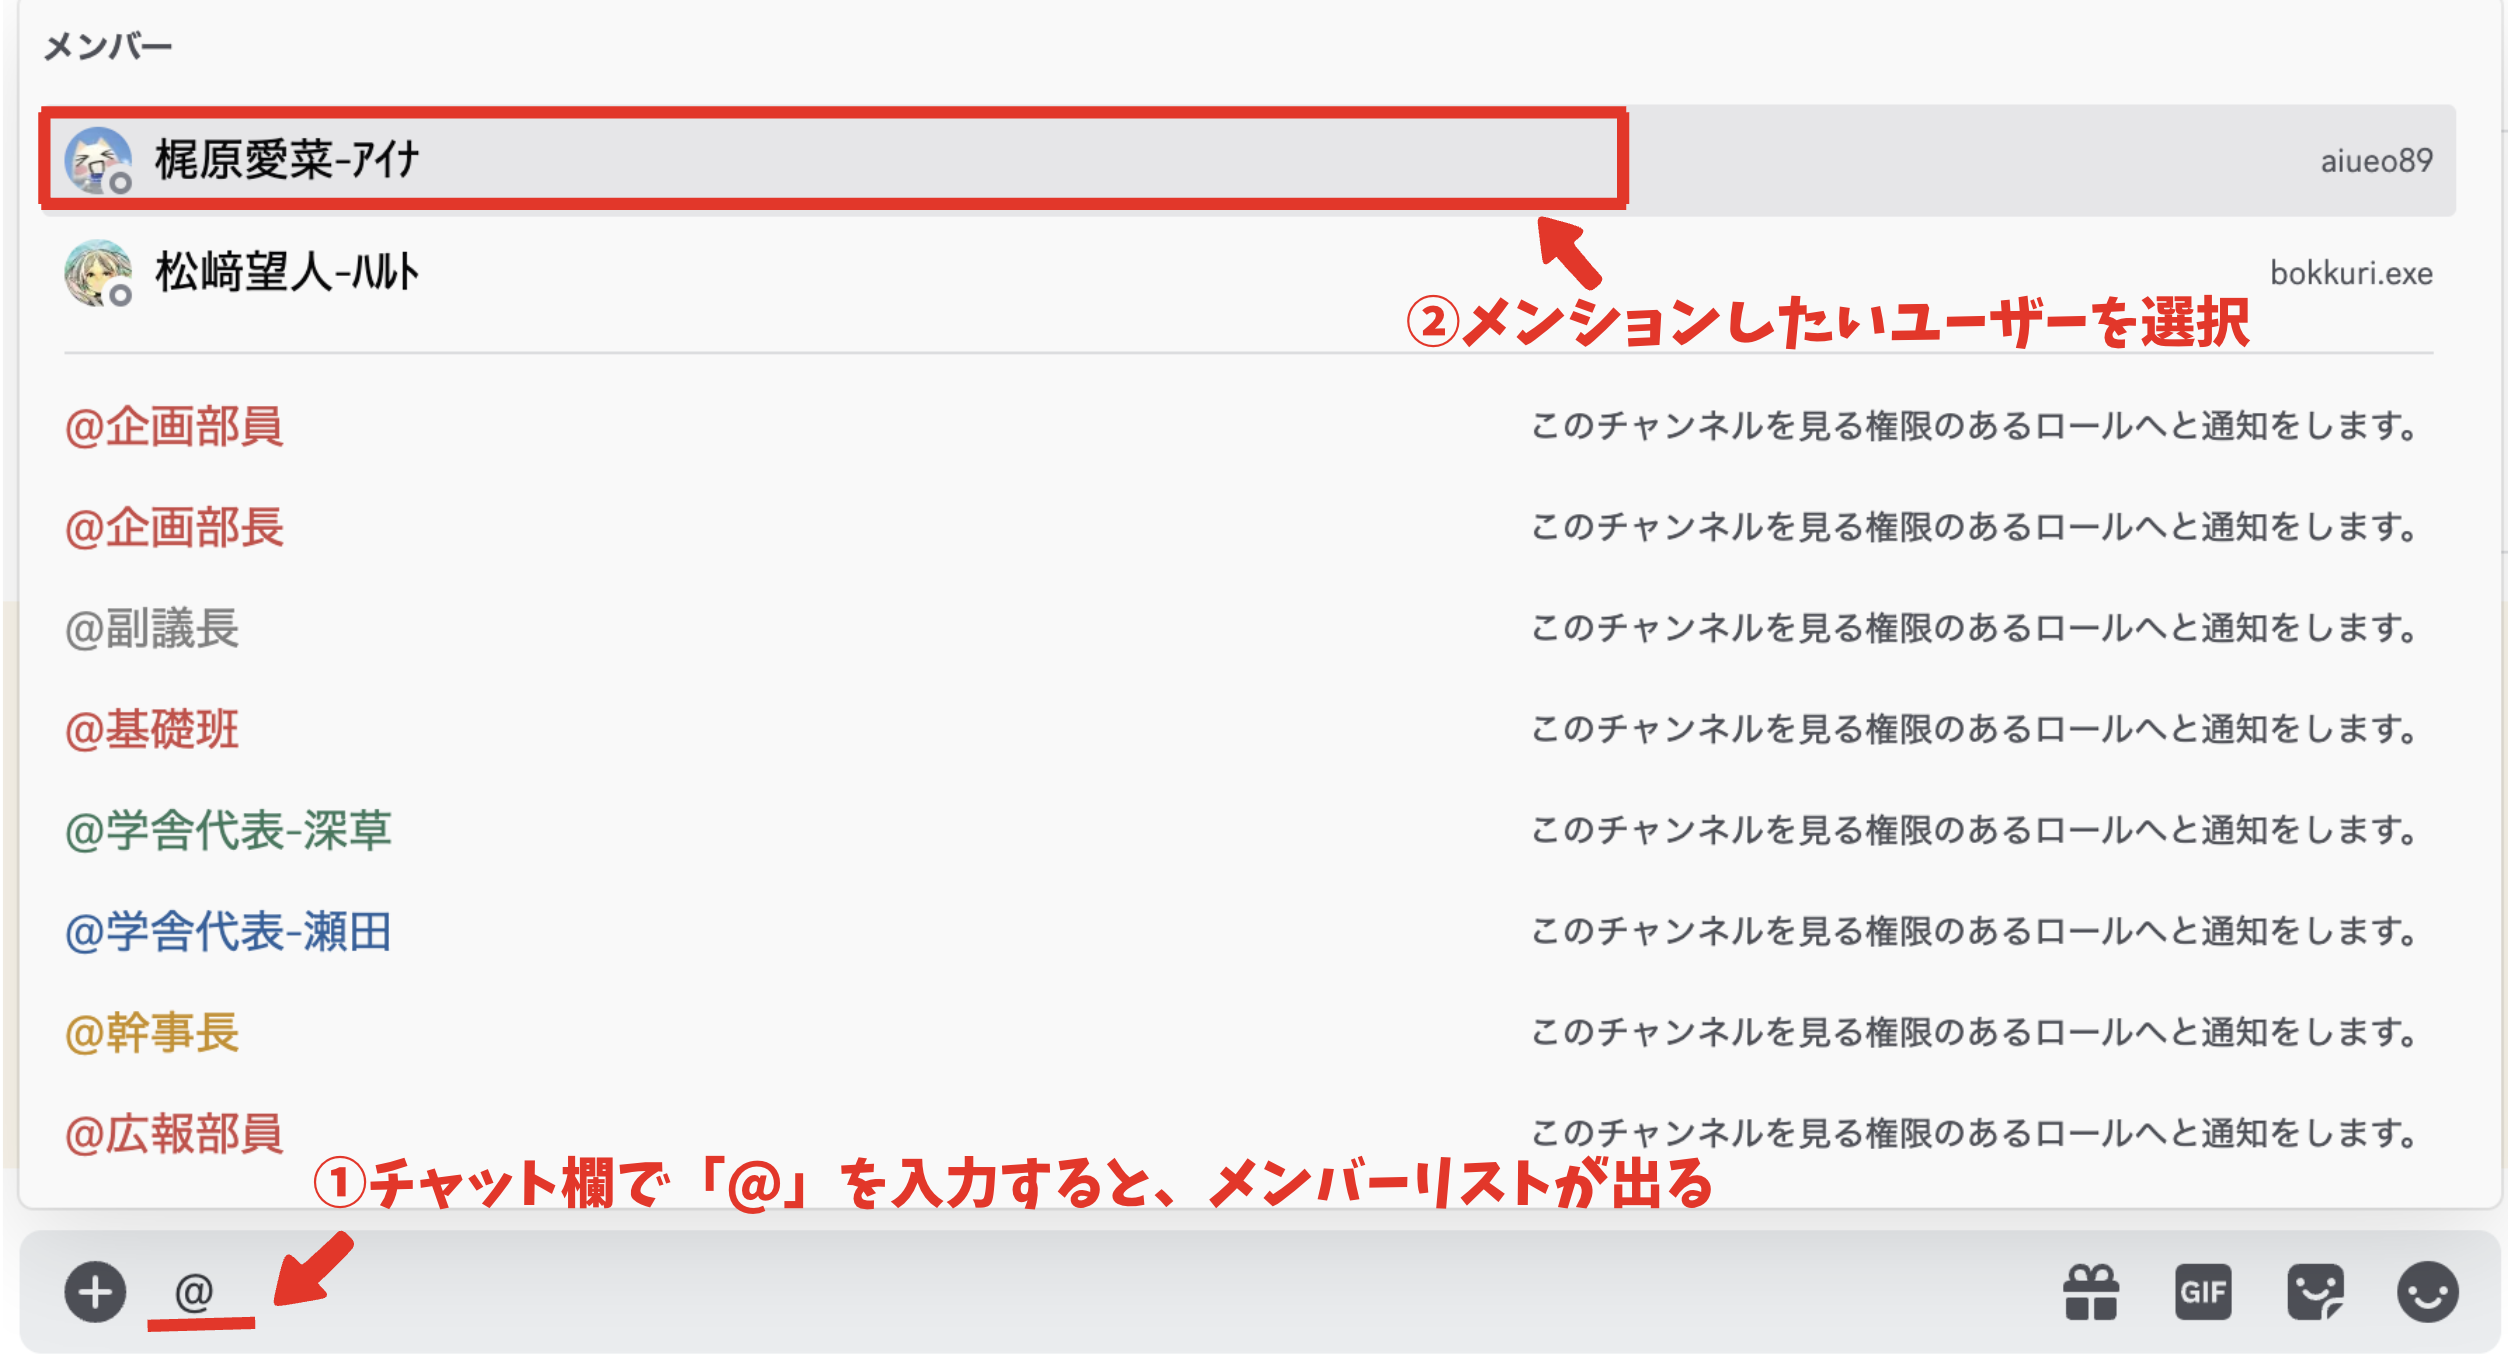 メンバー
梶原愛菜-ｱｲﾅ aiueo89
松﨑望人-ﾊﾙﾄ bokkuri.exe
②メンションしたいユーザーを選択
@企画部員 このチャンネルを見る権限のあるロールへと通知をします。
@企画部長 このチャンネルを見る権限のあるロールへと通知をします。
@副議長 このチャンネルを見る権限のあるロールへと通知をします。
@基礎班 このチャンネルを見る権限のあるロールへと通知をします。
@学舎代表-深草 このチャンネルを見る権限のあるロールへと通知をします。
@学舎代表-瀬田 このチャンネルを見る権限のあるロールへと通知をします。
@幹事長 このチャンネルを見る権限のあるロールへと通知をします。
@広報部員 このチャンネルを見る権限のあるロールへと通知をします。
①チャット欄で「@」を入力すると、メンバーリストが出る
@ GIF